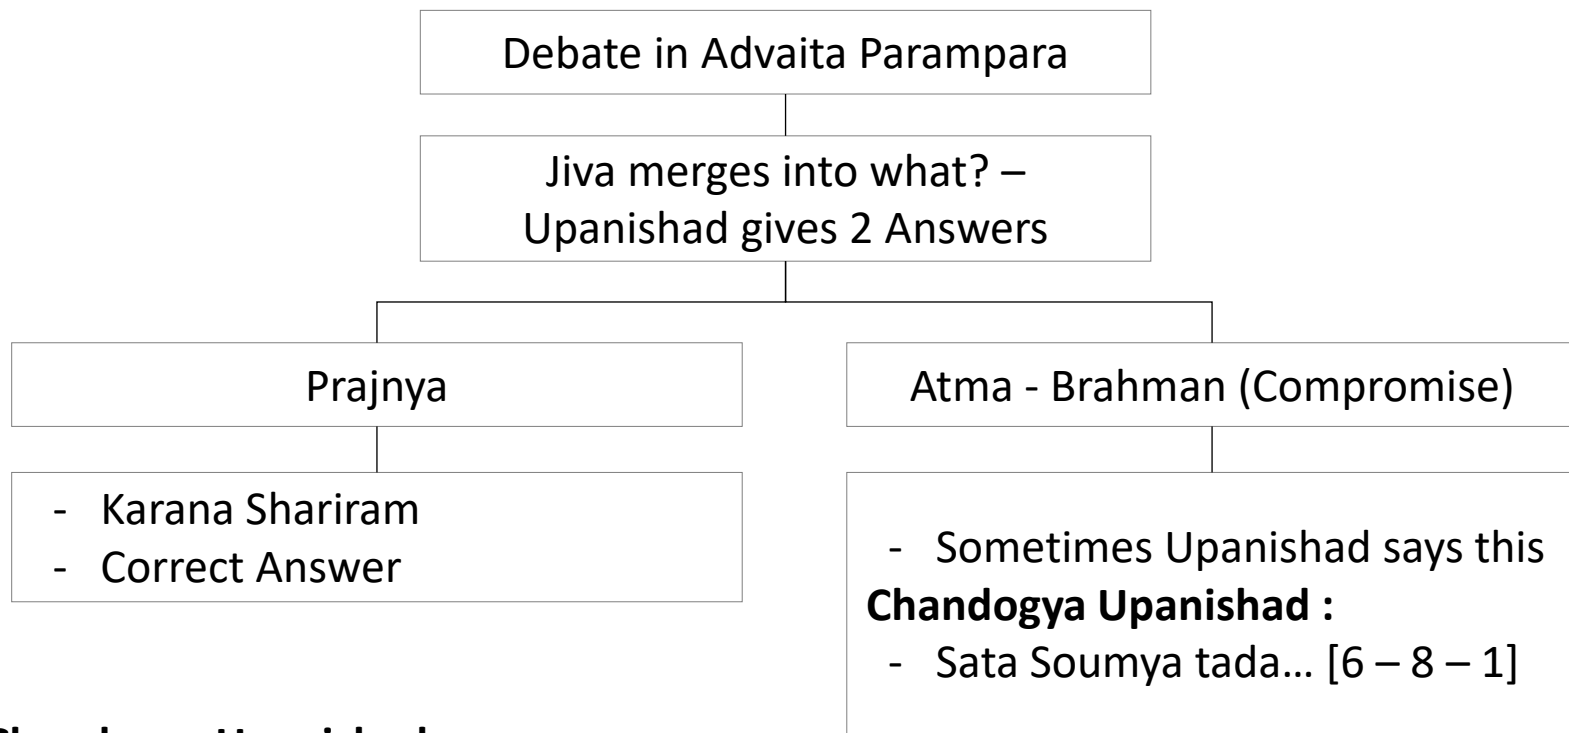 Debate in Advaita Parampara
Jiva merges into what? –
Upanishad gives 2 Answers
Prajnya
Atma - Brahman (Compromise)
- Karana Shariram
- Correct Answer
- Sometimes Upanishad says this
Chandogya Upanishad :
- Sata Soumya tada… [6 – 8 – 1]